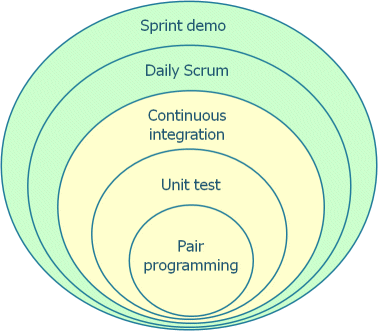 Sprint demo
Daily Scrum
Continuous
integration
Unit test
Pair
programming